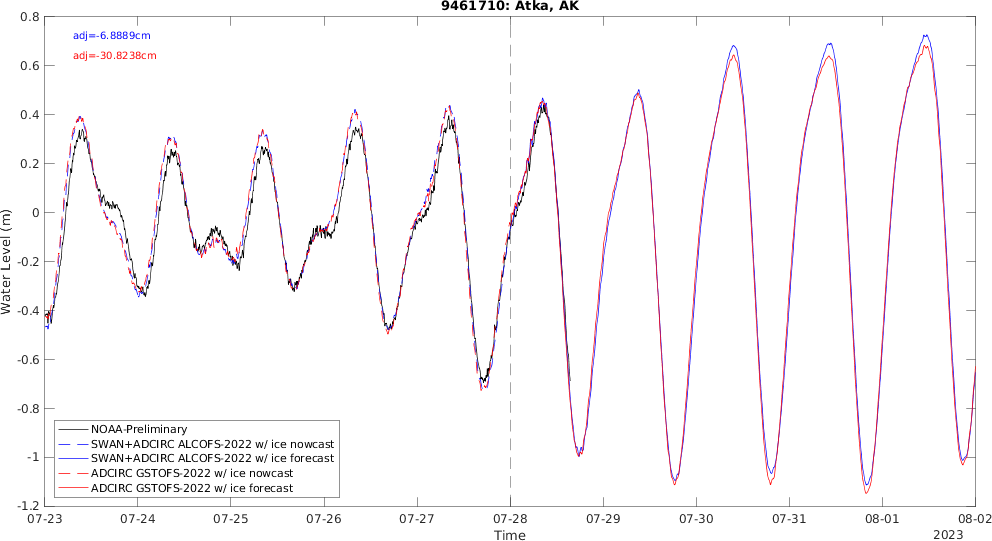 9461710: Atka, AK
adj=-6.8889cm
adj=-30.8238cm
Water Level (m)
0.8
0.6
0.4
0.2
0
-0.2
-0.4
-0.6
-0.8
-1
-1.2
NOAA-Preliminary
SWAN+ADCIRC ALCOFS-2022 w/ ice nowcast
SWAN+ADCIRC ALCOFS-2022 w/ ice forecast
ADCIRC GSTOFS-2022 w/ ice nowcast
ADCIRC GSTOFS-2022 w/ ice forecast
07-23 07-24 07-25 07-26 07-27 07-28 07-29 07-30 07-31 08-01 08-02
Time
2023